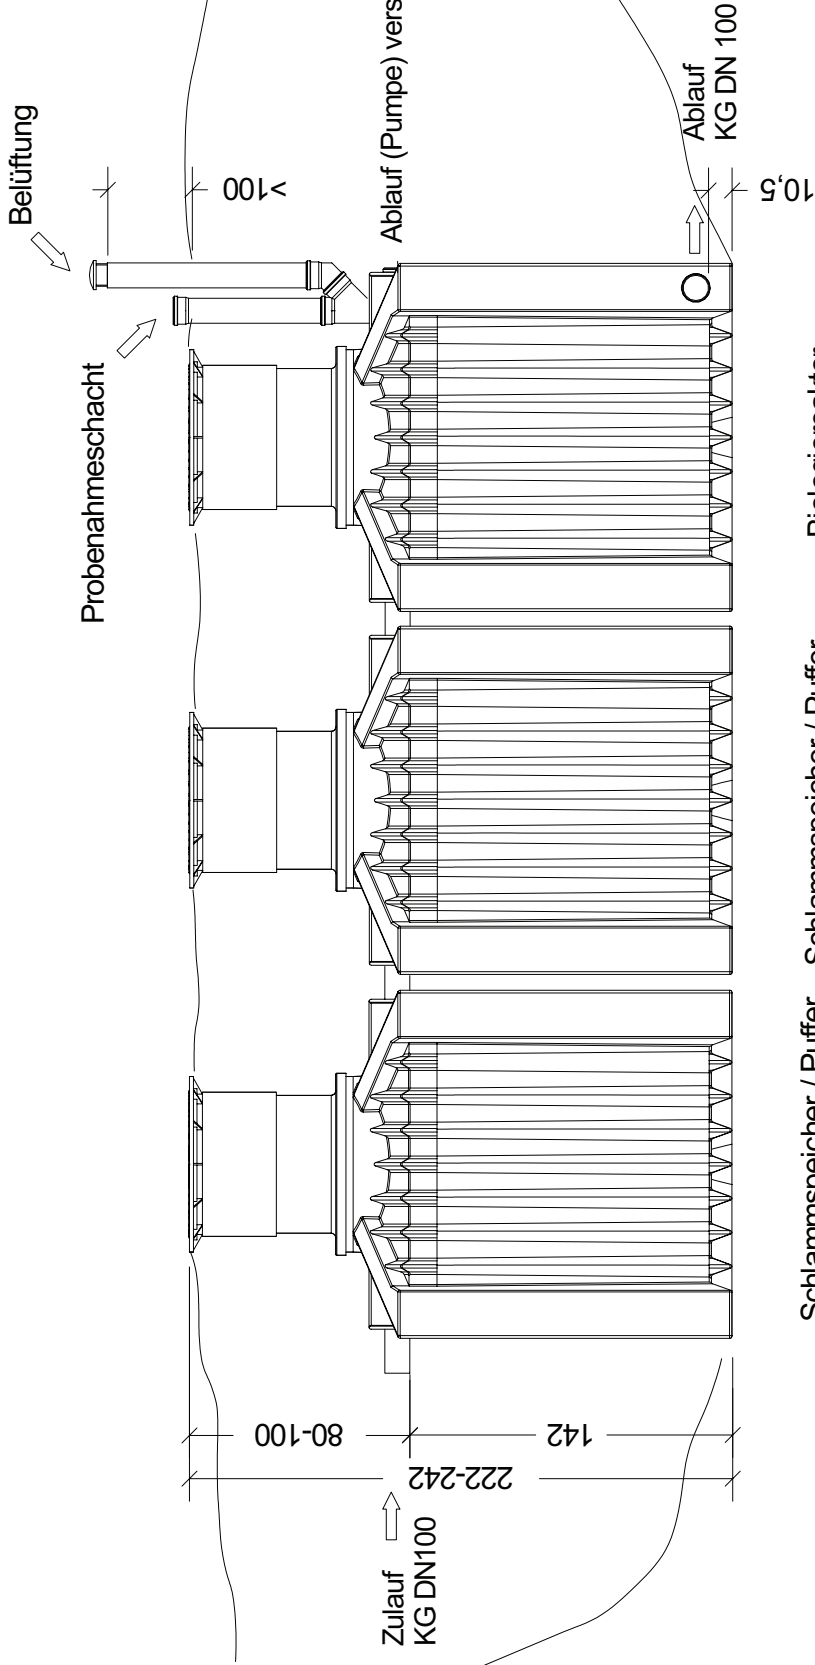 Belüftung
Probenahmeschacht
>100
Ablauf (Pumpe) vers
Ablauf
KG DN 100
10,5
80-100
142
222-242
Zulauf
KG DN100
Schlammspeicher / Puffer
Schlammspeicher / Puffer
Bioreaktor